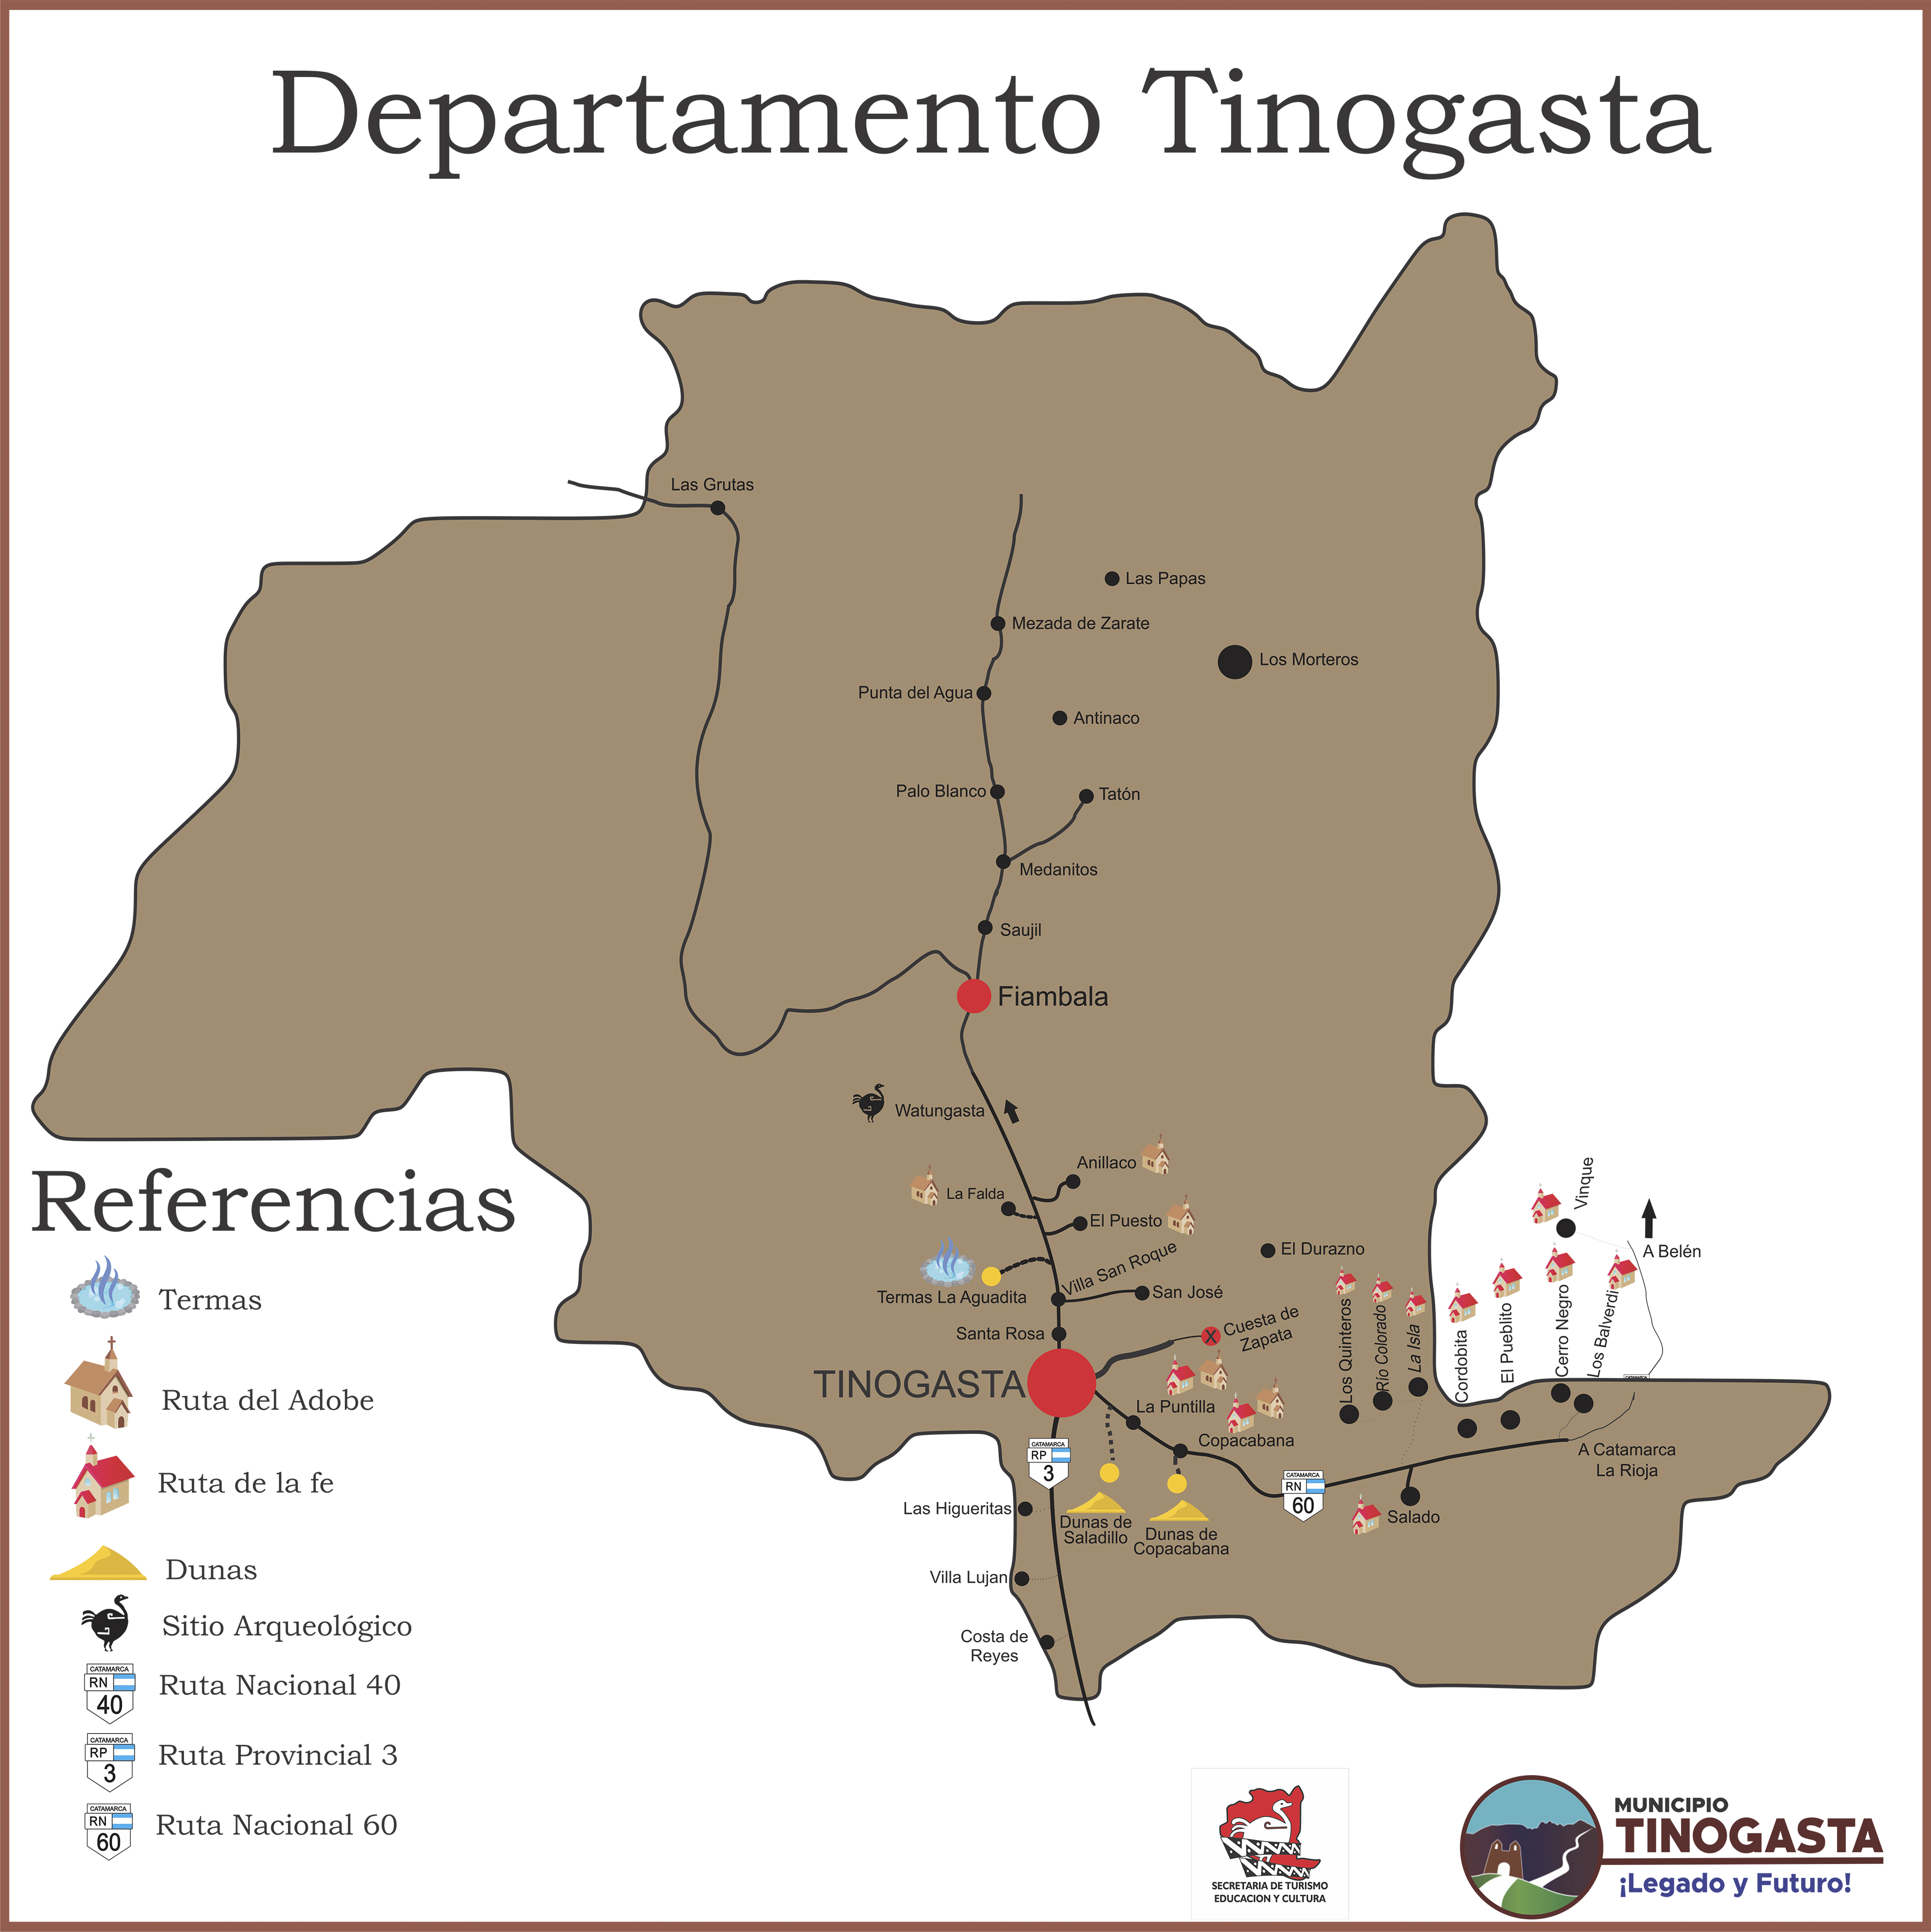 Departamento Tinogasta
Las Grutas
Las Papas
Mezada de Zarate
Los Morteros
Punta del Agua
Antinaco
Palo Blanco
Tatón
Medanitos
Saujil
Fiambala
Watungasta
Anillaco
La Falda
El Puesto
Villa San Roque
El Durazno
Termas La Aguadita
San José
Santa Rosa
Cuesta de
Zapata
X
TINOGASTA
La Puntilla
Copacabana
Los Quinteros
Rio Colorado
La Isla
Cordobita
El Pueblito
Cerro Negro
Los Balverdi
Vinque
A Belén
CATAMARCA
A Catamarca
La Rioja
CATAMARCA
RP
3
CATAMARCA
RN
60
Salado
Las Higueritas
Dunas de
Saladillo
Dunas de
Copacabana
Villa Lujan
Costa de
Reyes
Referencias
Termas
Ruta del Adobe
Ruta de la fe
Dunas
Sitio Arqueológico
CATAMARCA
RN
40
Ruta Nacional 40
CATAMARCA
RP
3
Ruta Provincial 3
CATAMARCA
RN
60
Ruta Nacional 60
SECRETARIA DE TURISMO
EDUCACION Y CULTURA
MUNICIPIO
TINOGASTA
¡Legado y Futuro!